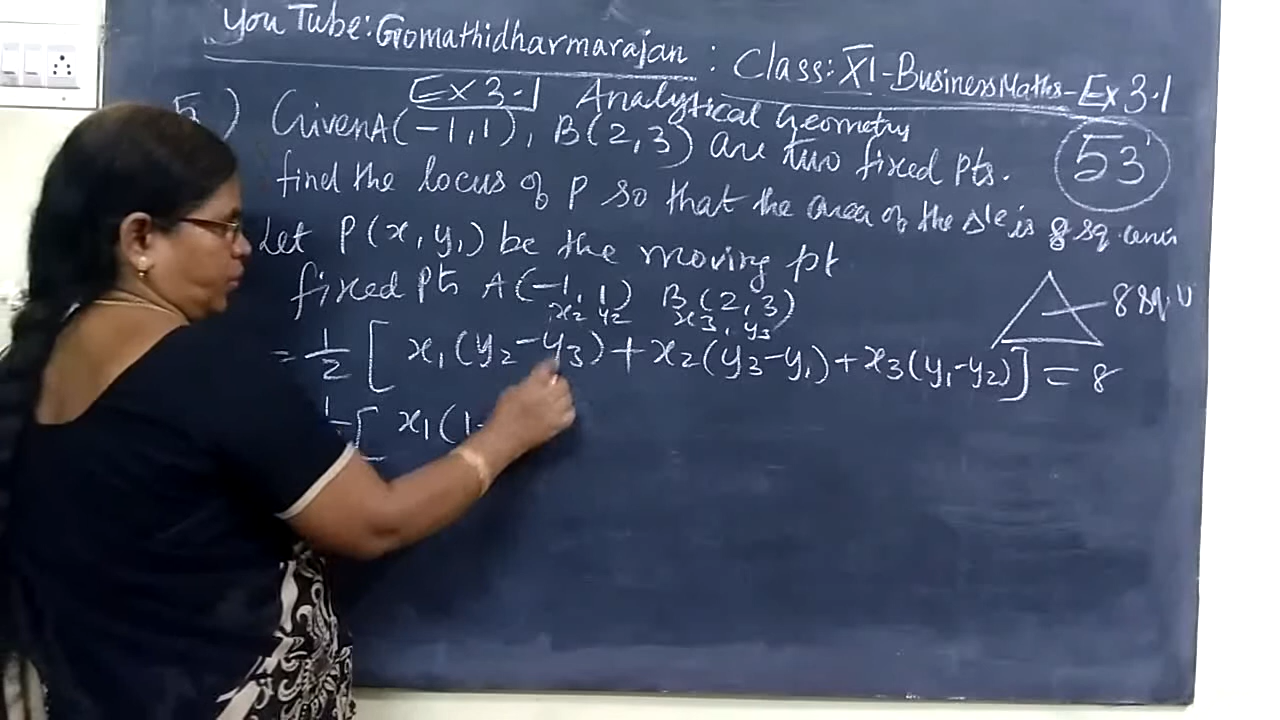 You Tube: Gomathidharmarajan : Class: XI - Business Maths - Ex 3.1
Ex 3.1 Analytical Geometry
5) Given A(-1,1), B(2,3) are two fixed pts.
53
find the locus of P so that the area of the Δle is 8 sq.
Let P(x₁y₁) be the moving pt
fixed pts A(-1,1) B(2,3)
x₂ y₂ x₃, y₃
8 sq. u
= 1/2 [ x₁(y₂-y₃) + x₂(y₃-y₁) + x₃(y₁-y₂)] = 8
1/2 [ x₁(1-